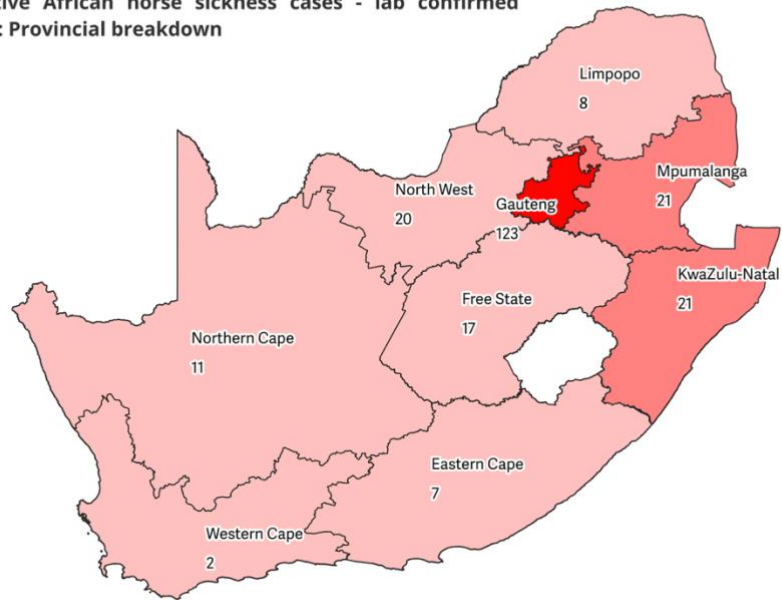 African horse sickness cases - lab confirmed
: Provincial breakdown
Limpopo
8
Mpumalanga
21
North West
20
Gauteng
123
KwaZulu-Natal
21
Free State
17
Northern Cape
11
Eastern Cape
7
Western Cape
2